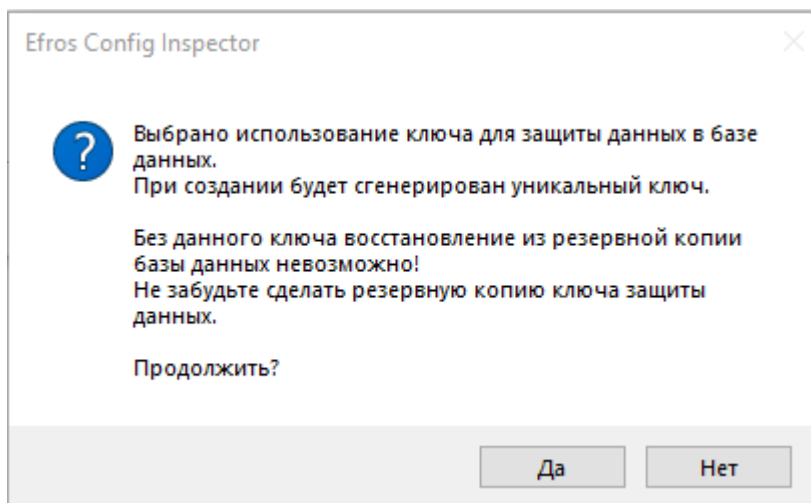 Efros Config Inspector
?
Выбрано использование ключа для защиты данных в базе
данных.
При создании будет сгенерирован уникальный ключ.
Без данного ключа восстановление из резервной копии
базы данных невозможно!
Не забудьте сделать резервную копию ключа защиты
данных.
Продолжить?
Да
Нет